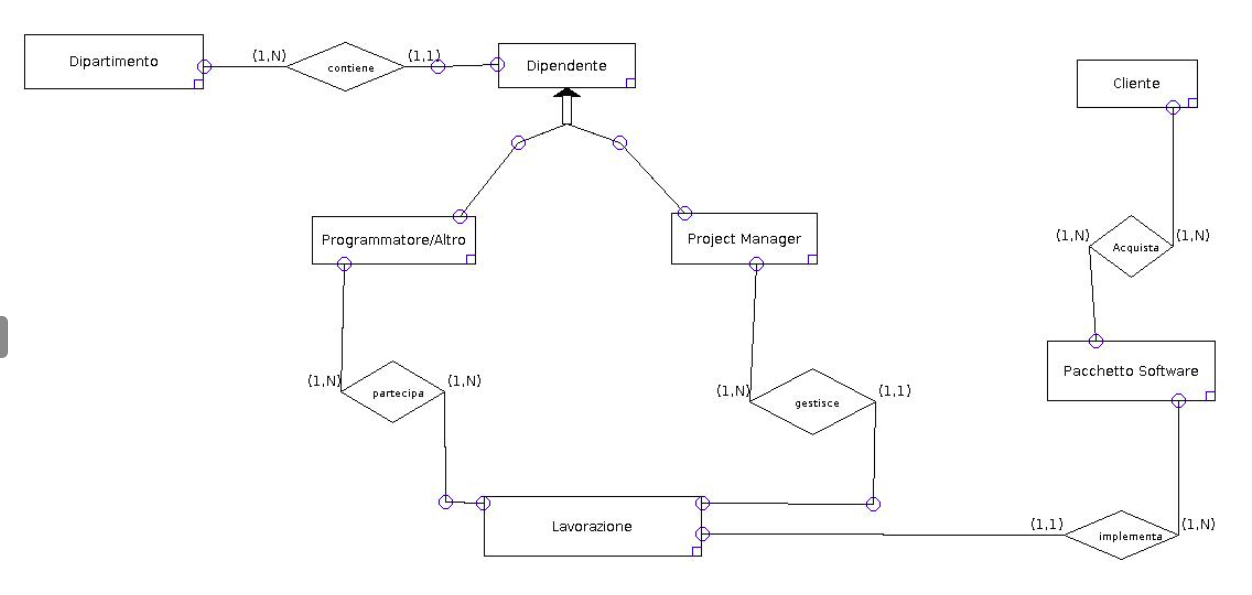 Dipartimento
(1,N)
contiene
(1,1)
Dipendente
Cliente
Programmatore/Altro
Project Manager
(1,N)
Acquista
(1,N)
Pacchetto Software
(1,N)
partecipa
(1,N)
(1,N)
gestisce
(1,1)
Lavorazione
(1,1)
implementa
(1,N)